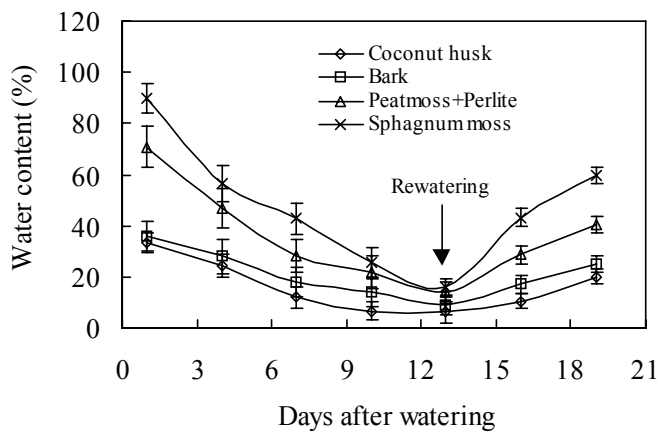 120
100
80
60
40
20
0
Water content (%)
Coconut husk
Bark
Peatmoss+Perlite
Sphagnum moss
Rewatering
0 3 6 9 12 15 18 21
Days after watering